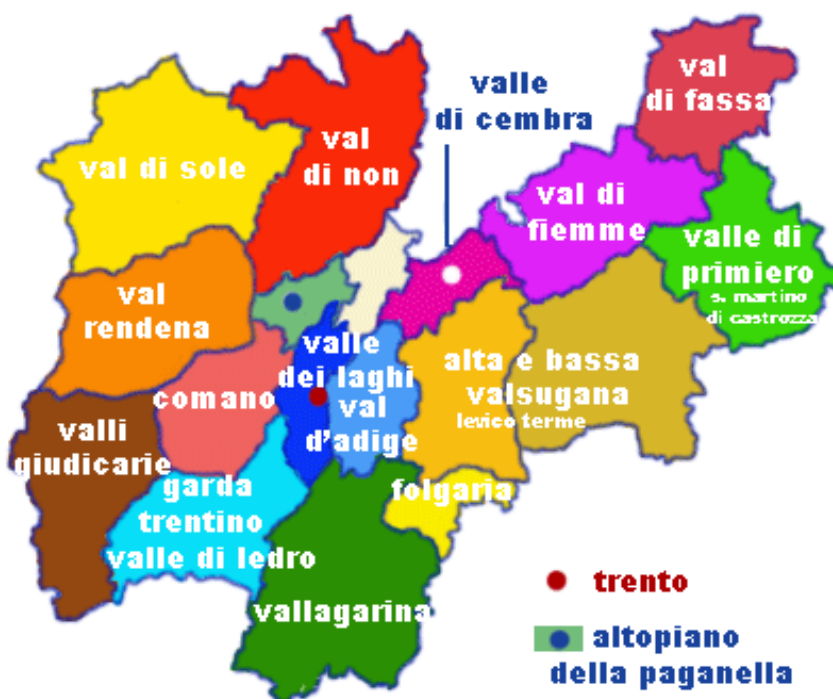 val
di fassa
valle
di cembra
val di sole
val
di non
val di
fiemme
valle di
primiero
s. martino
di castrozza
val
rendena
valle
dei laghi
alta e bassa
valsugana
levico terme
comano
val
d'adige
valli
giudicarie
garda
trentino
valle di ledro
folgaria
vallagarina
trento
altopiano
della paganella